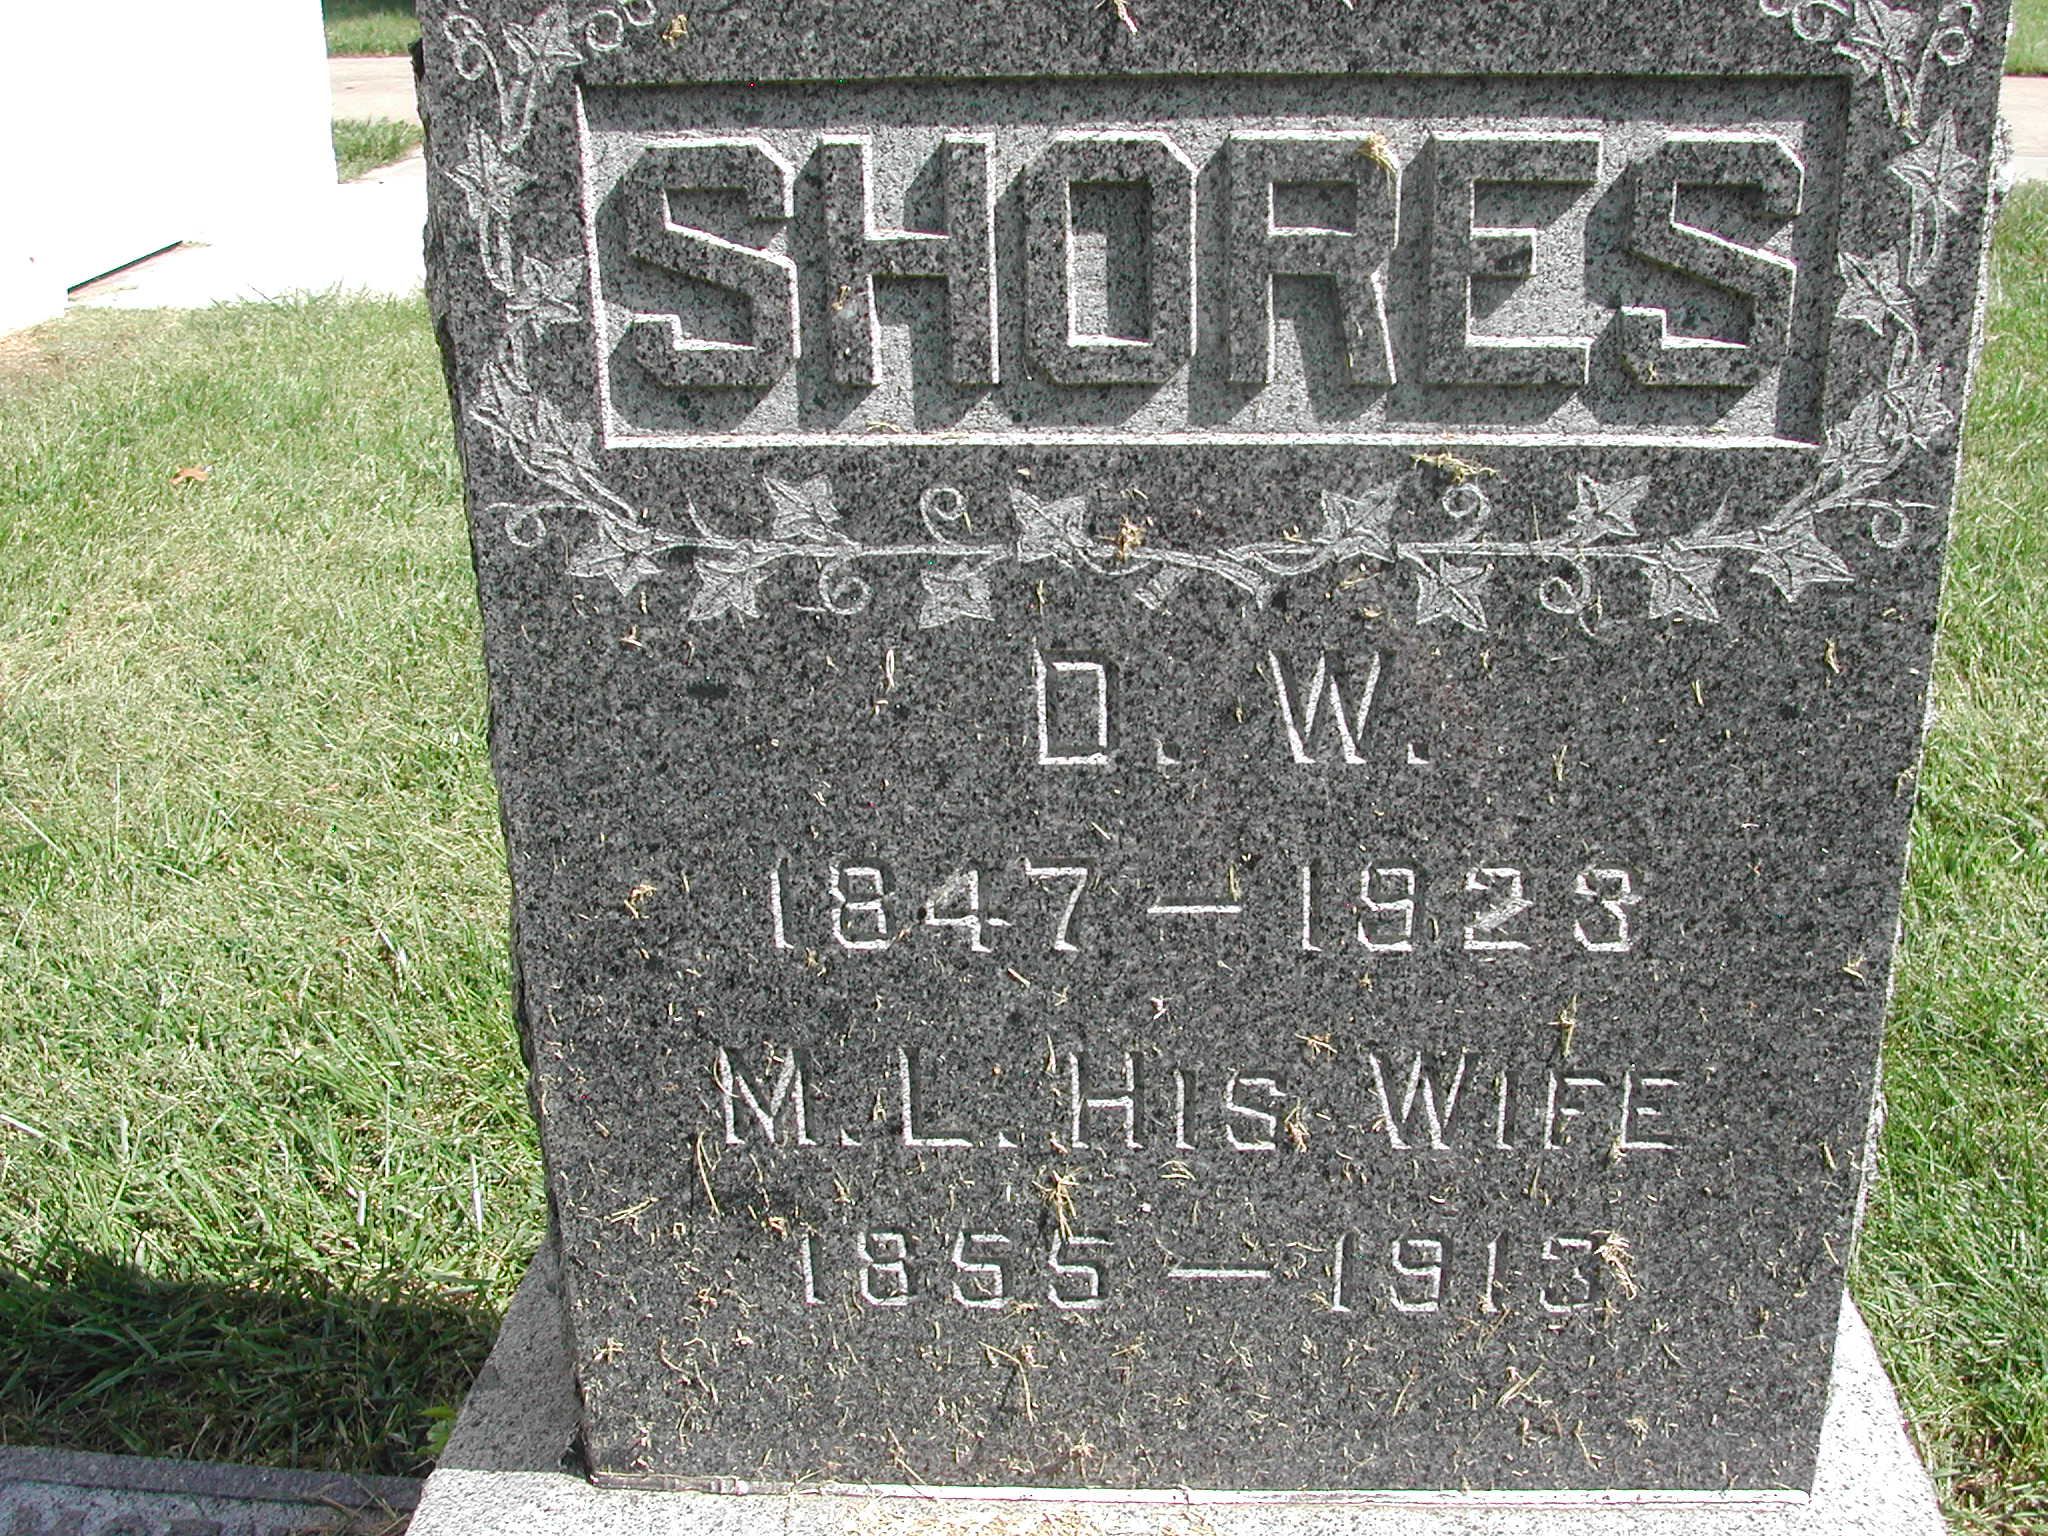 SHORES
D. W.
1847 — 1923
M. L. HIS WIFE
1855 — 1913